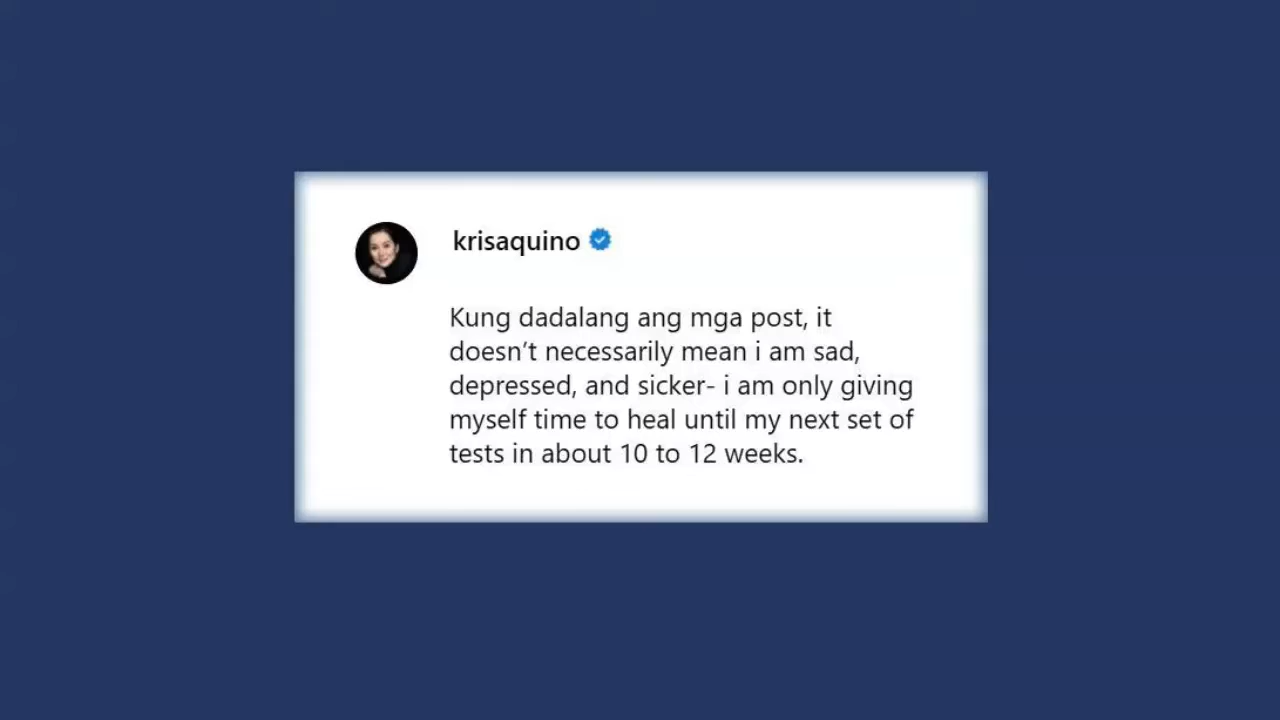 krisaquino
Kung dadalang ang mga post, it
doesn’t necessarily mean i am sad,
depressed, and sicker- i am only giving
myself time to heal until my next set of
tests in about 10 to 12 weeks.